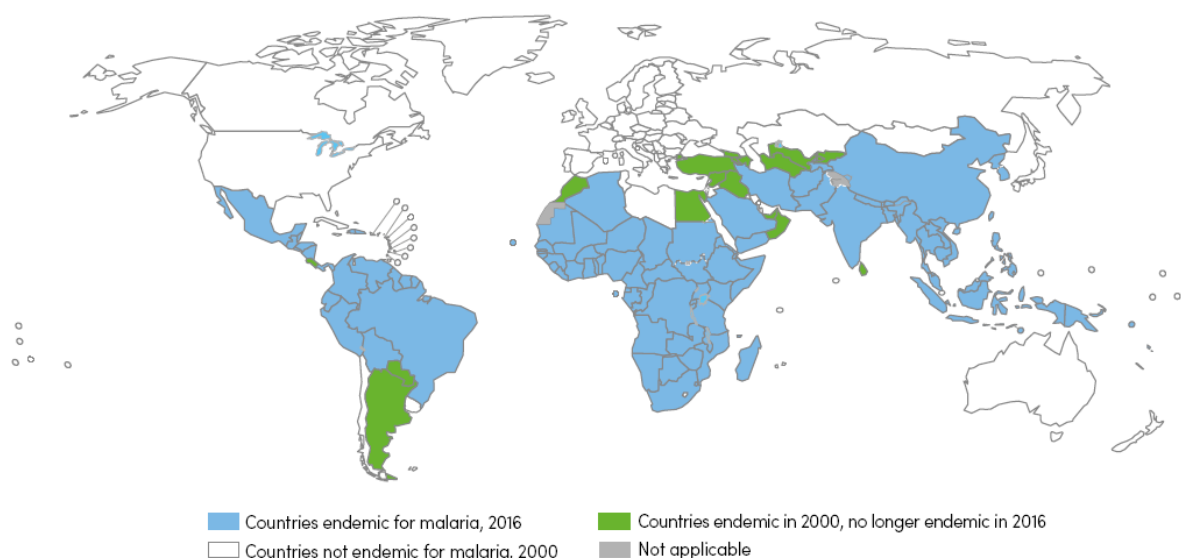 Countries endemic for malaria, 2016
Countries endemic in 2000, no longer endemic in 2016
Countries not endemic for malaria, 2000
Not applicable